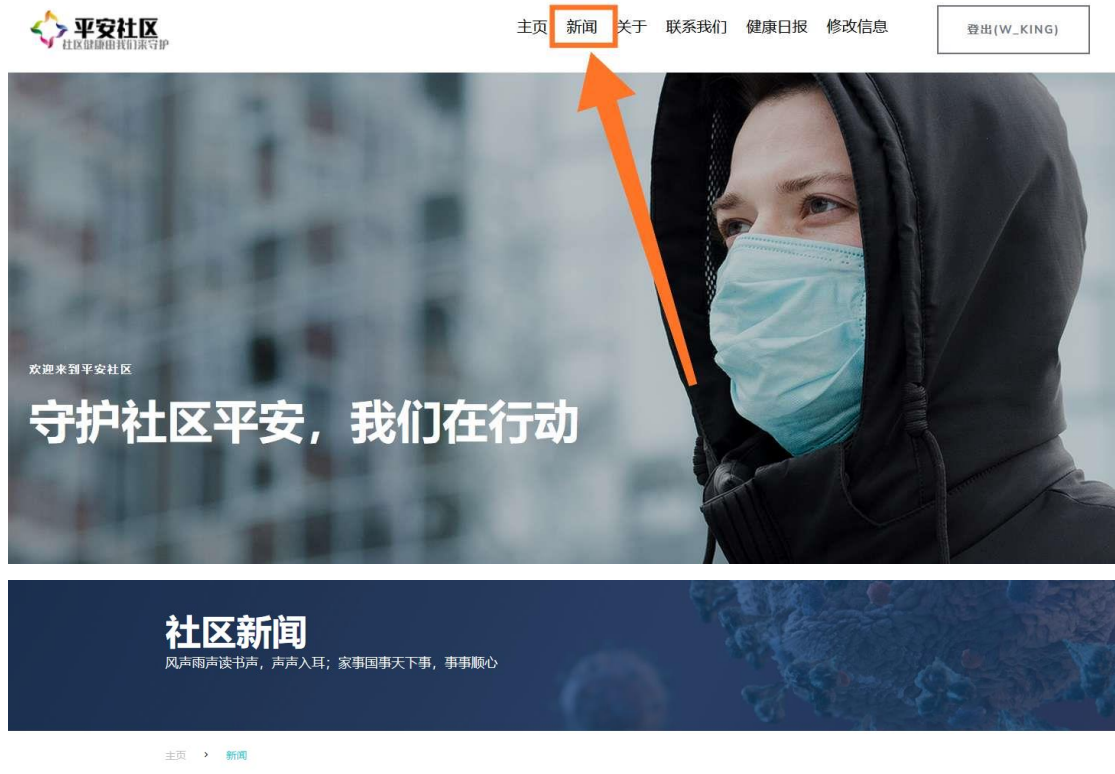 平安社区
社区健康由我们来守护
主页 新闻 关于 联系我们 健康日报 修改信息 登出(W_KING)
欢迎来到平安社区
守护社区平安，我们在行动
社区新闻
风声雨声读书声，声声入耳；家事国事天下事，事事顺心
主页 > 新闻